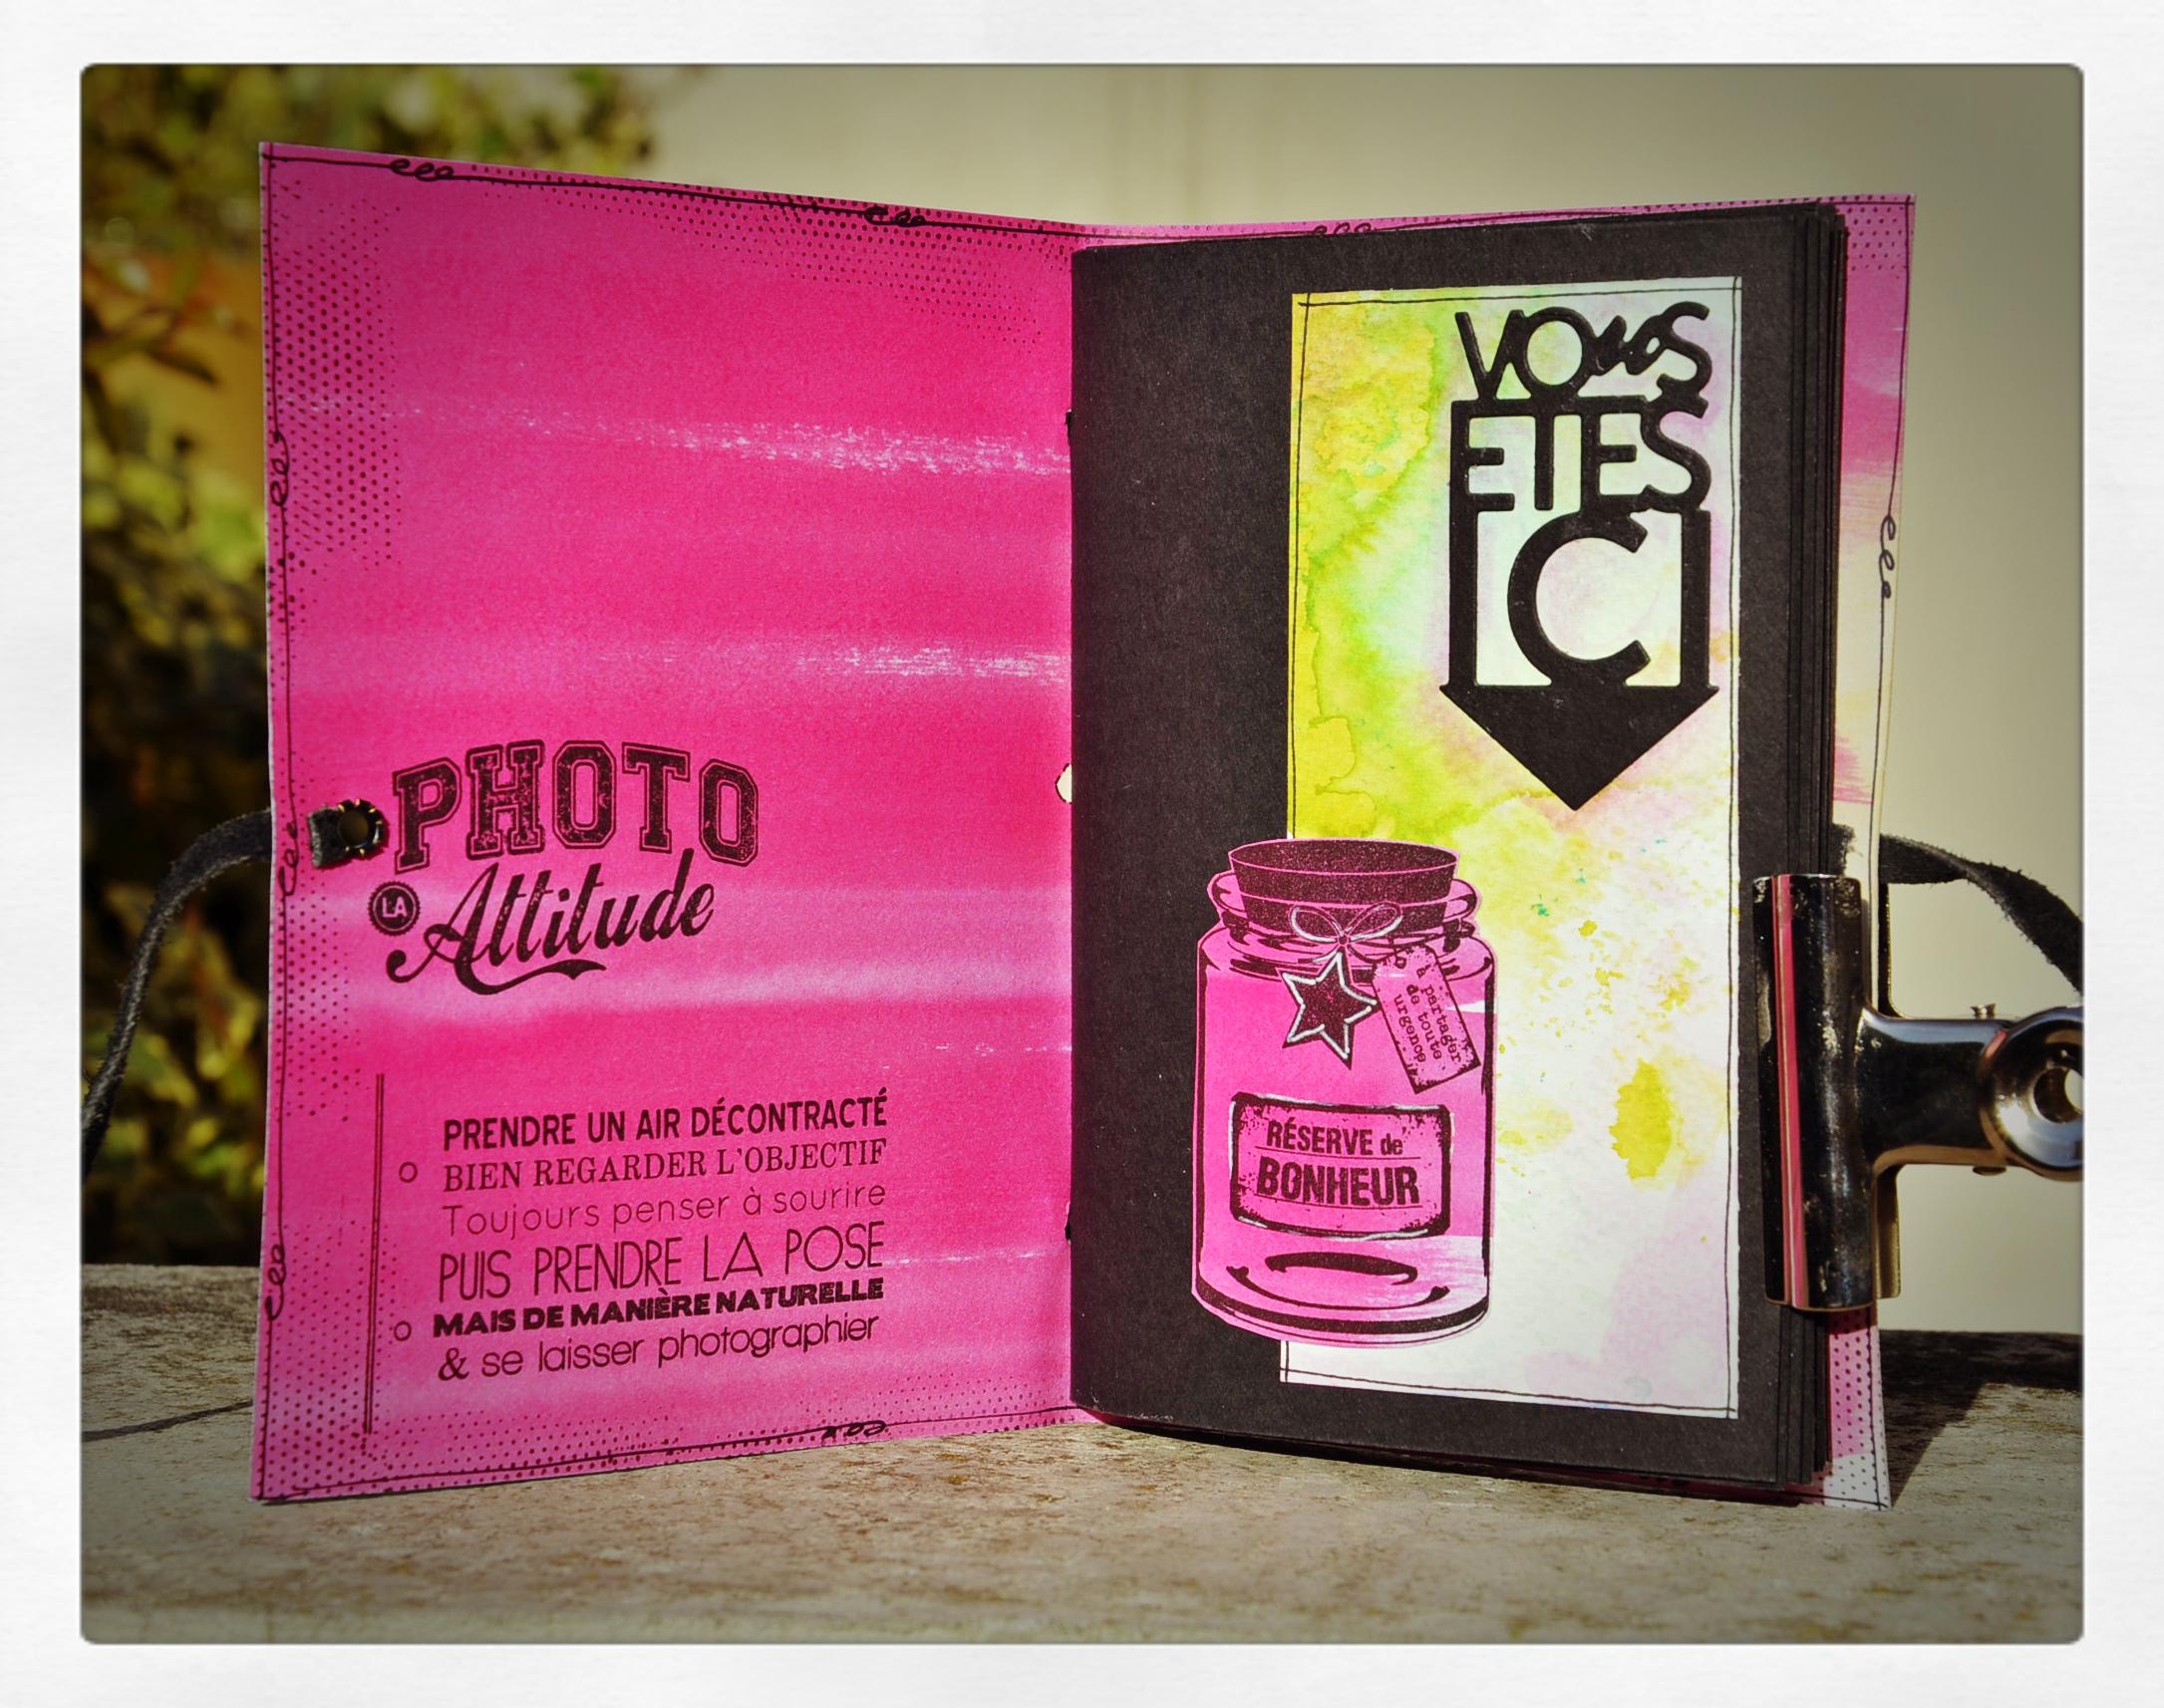 PHOTO
LA Attitude
PRENDRE UN AIR DÉCONTRACTÉ
BIEN REGARDER L'OBJECTIF
Toujours penser à sourire
PUIS PRENDRE LA POSE
MAIS DE MANIÈRE NATURELLE
& se laisser photographier
VOUS
ETES
ICI
à partager
de toute
urgence
RÉSERVE de
BONHEUR